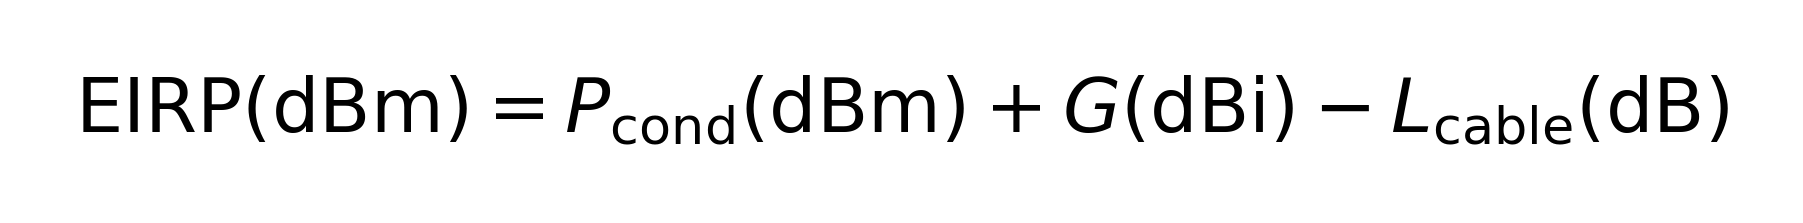 EIRP(dBm) = P_cond(dBm) + G(dBi) − L_cable(dB)